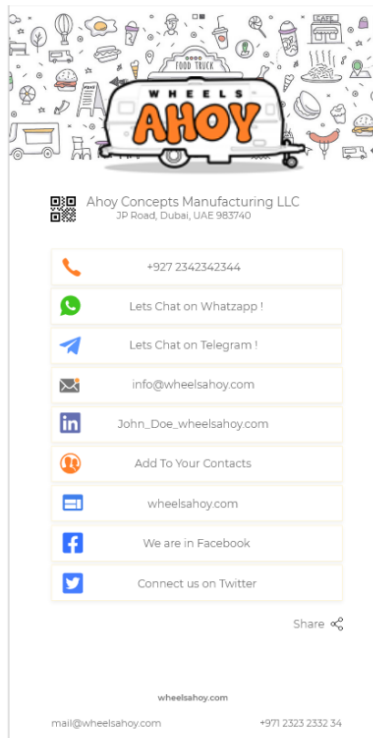 CAFE
FOOD TRUCK
WHEELS
AHOY
Ahoy Concepts Manufacturing LLC
JP Road, Dubai, UAE 983740
+927 2342342344
Lets Chat on Whatzapp !
Lets Chat on Telegram !
info@wheelsahoy.com
in
John_Doe_wheelsahoy.com
Add To Your Contacts
wheelsahoy.com
We are in Facebook
Connect us on Twitter
Share
wheelsahoy.com
mail@wheelsahoy.com +971 2323 2332 34